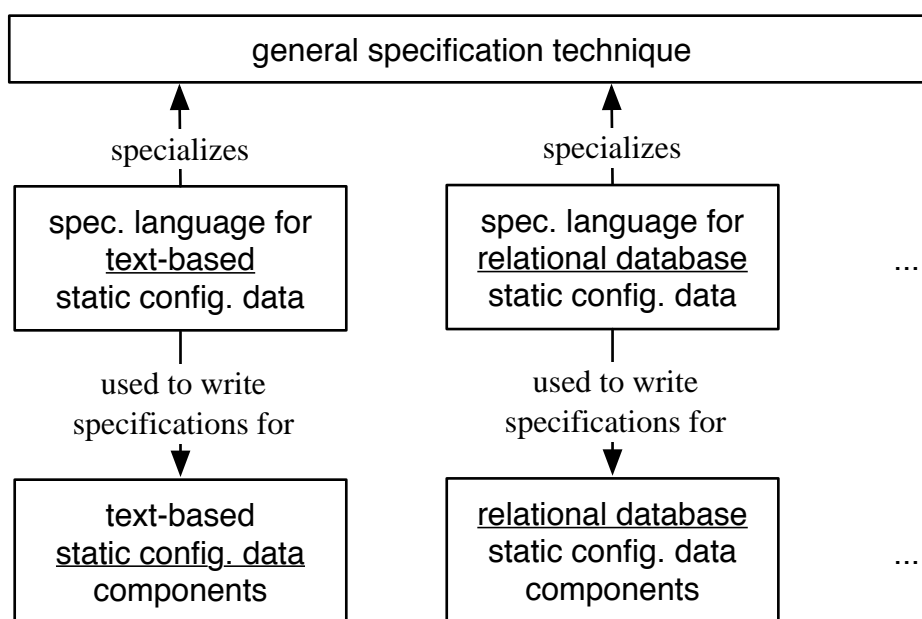 general specification technique
specializes
specializes
spec. language for
text-based
static config. data
spec. language for
relational database
static config. data
...
used to write
specifications for
used to write
specifications for
text-based
static config. data
components
relational database
static config. data
components
...